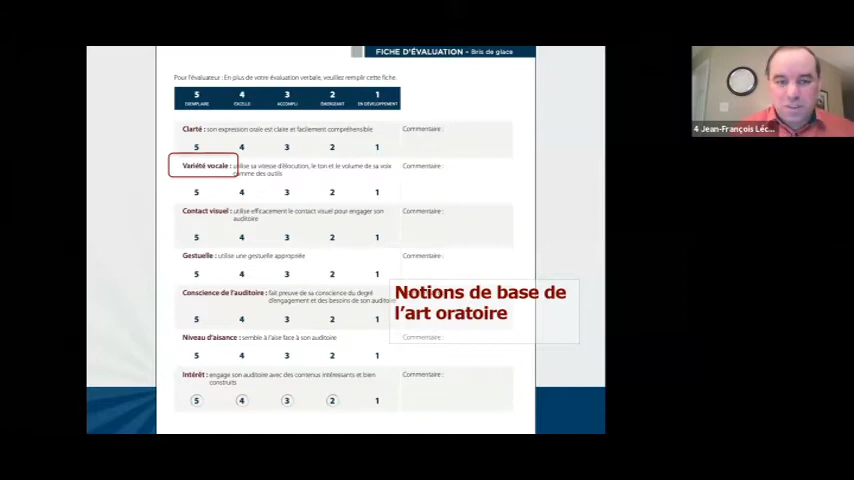 FICHE D'ÉVALUATION – Bris de glace
Pour l'évaluateur : En plus de votre évaluation verbale, veuillez remplir cette fiche.
5 4 3 2 1
EXEMPLAIRE EXCELLE ACCOMPLI ÉMERGEANT EN DÉVELOPPEMENT
Clarté : son expression orale est claire et facilement compréhensible
Commentaire :
5 4 3 2 1
Variété vocale : utilise sa vitesse d'élocution, le ton et le volume de sa voix
comme des outils
Commentaire :
5 4 3 2 1
Contact visuel : utilise efficacement le contact visuel pour engager son
auditoire
Commentaire :
5 4 3 2 1
Gestuelle : utilise une gestuelle appropriée
Commentaire :
5 4 3 2 1
Conscience de l'auditoire : fait preuve de sa conscience du degré
d'engagement et des besoins de son auditoire
Commentaire :
5 4 3 2 1
Notions de base de
l'art oratoire
Niveau d'aisance : semble à l'aise face à son auditoire
Commentaire :
5 4 3 2 1
Intérêt : engage son auditoire avec des contenus intéressants et bien
construits
Commentaire :
5 4 3 2 1
4 Jean-François Léc...